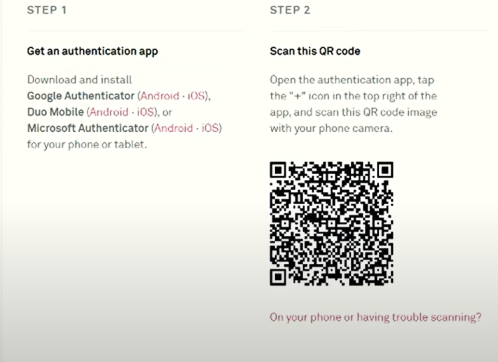 STEP 1
Get an authentication app
Download and install
Google Authenticator (Android · iOS),
Duo Mobile (Android · iOS), or
Microsoft Authenticator (Android · iOS)
for your phone or tablet.
STEP 2
Scan this QR code
Open the authentication app, tap
the "+" icon in the top right of the
app, and scan this QR code image
with your phone camera.
On your phone or having trouble scanning?